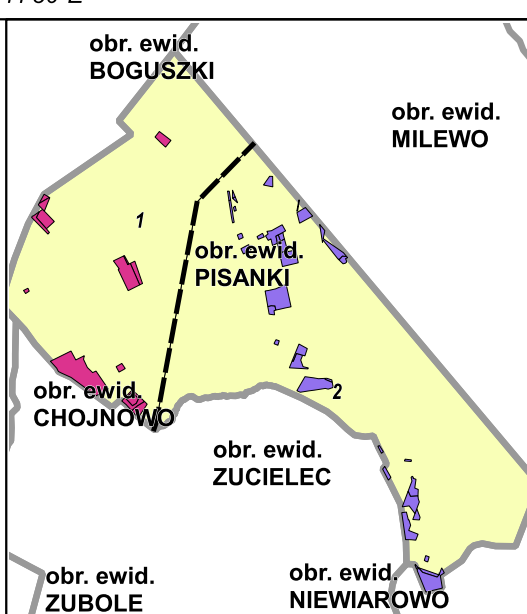 obr. ewid.
BOGUSZKI
obr. ewid.
MILEWO
1
obr. ewid.
PISANKI
obr. ewid.
CHOJNOWO
2
obr. ewid.
ZUCIELEC
obr. ewid.
ZUBOLE
obr. ewid.
NIEWIAROWO